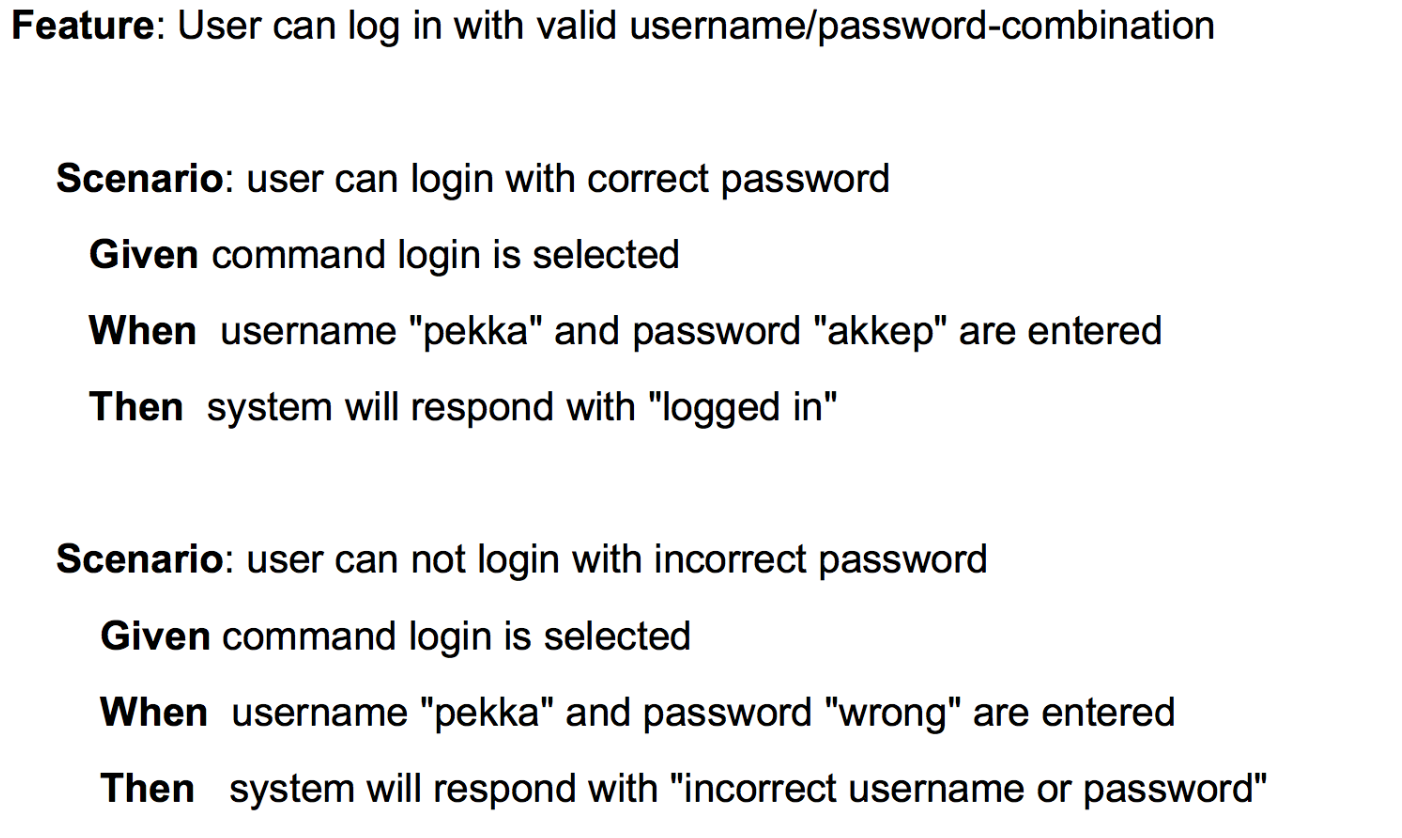 Feature: User can log in with valid username/password-combination
Scenario: user can login with correct password
Given command login is selected
When username "pekka" and password "akkep" are entered
Then system will respond with "logged in"
Scenario: user can not login with incorrect password
Given command login is selected
When username "pekka" and password "wrong" are entered
Then system will respond with "incorrect username or password"